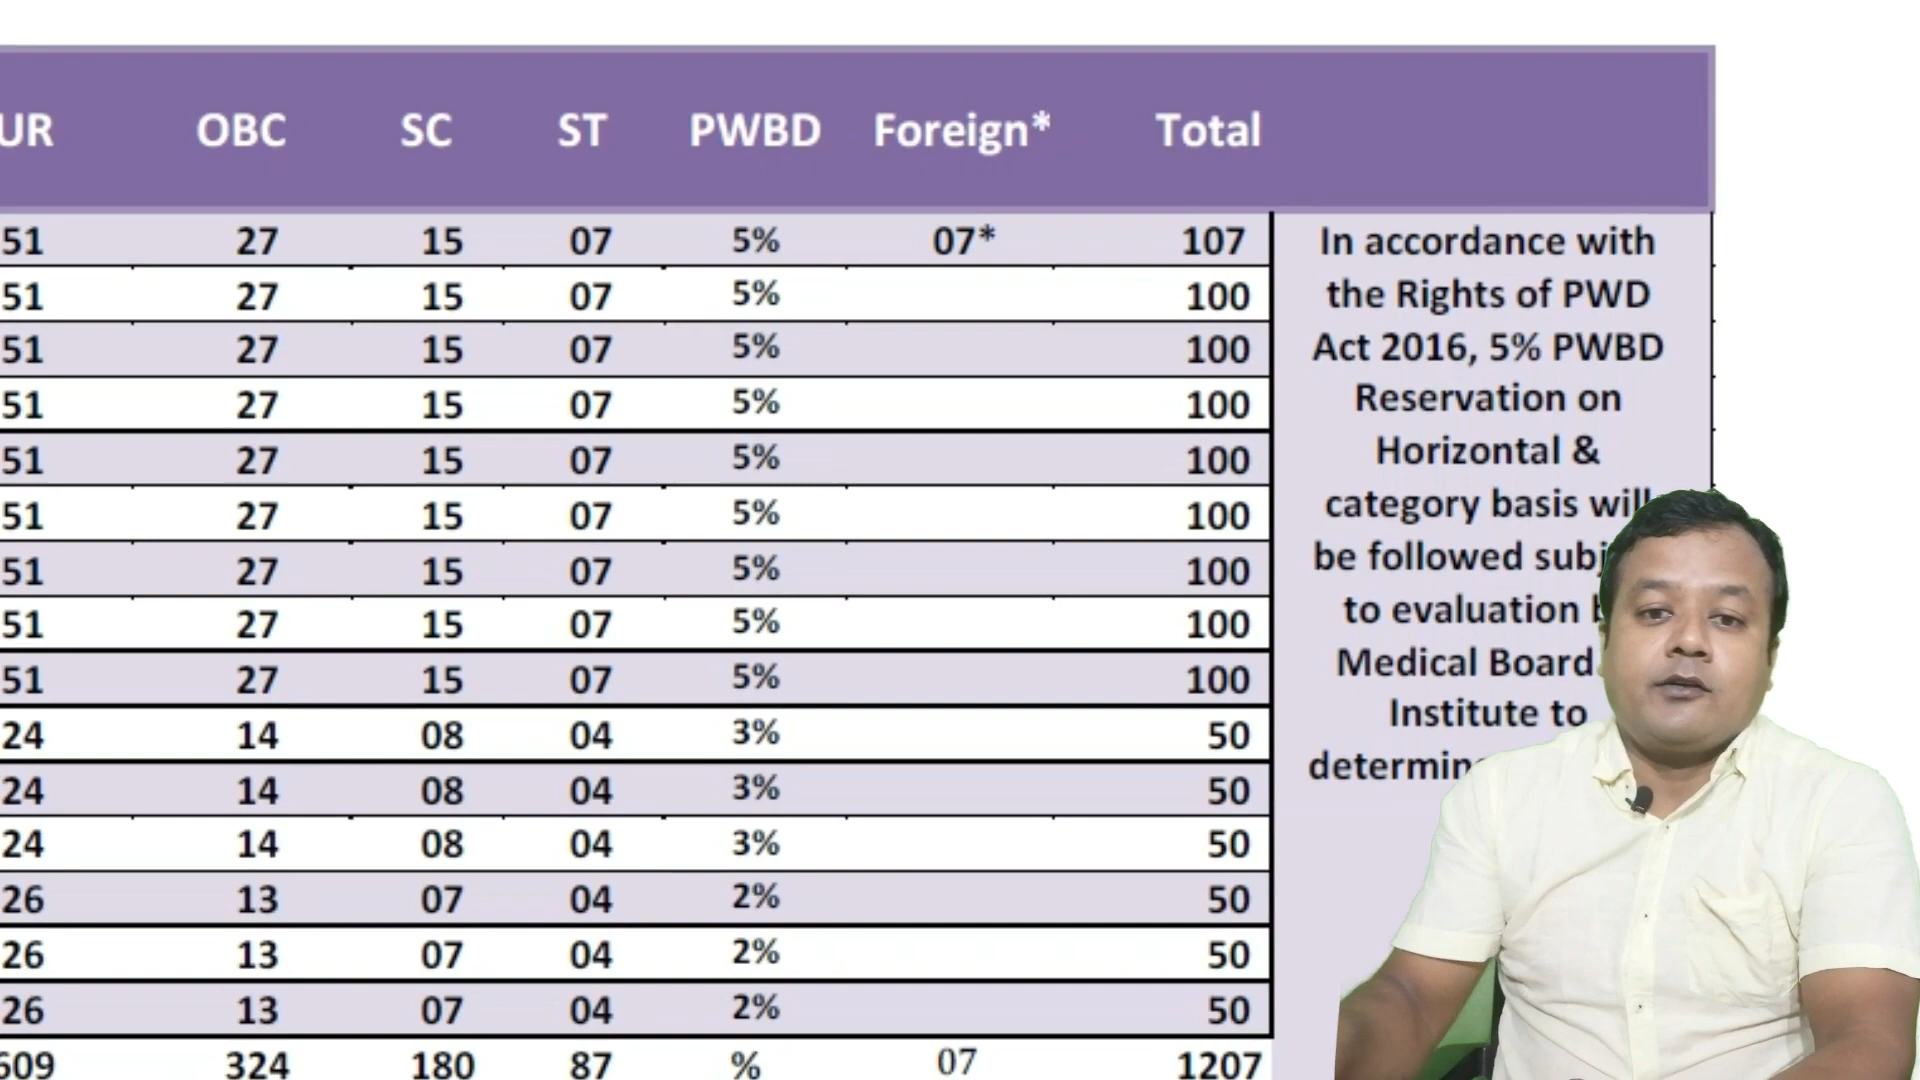 UR OBC SC ST PWBD Foreign* Total
51 27 15 07 5% 07* 107
51 27 15 07 5% 100
51 27 15 07 5% 100
51 27 15 07 5% 100
51 27 15 07 5% 100
51 27 15 07 5% 100
51 27 15 07 5% 100
51 27 15 07 5% 100
51 27 15 07 5% 100
24 14 08 04 3% 50
24 14 08 04 3% 50
24 14 08 04 3% 50
26 13 07 04 2% 50
26 13 07 04 2% 50
26 13 07 04 2% 50
609 324 180 87 % 07 1207
In accordance with
the Rights of PWD
Act 2016, 5% PWBD
Reservation on
Horizontal &
category basis will
be followed
to evaluation
Medical Board
Institute to